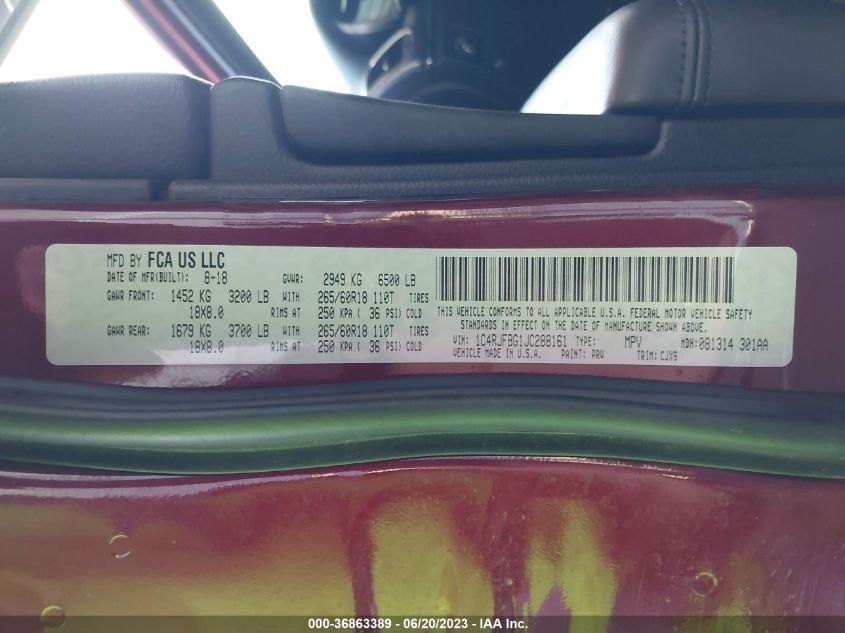 MFD BY FCA US LLC
DATE OF MFR(BUILT): 8-18 GVWR: 2949 KG 6500 LB
GAWR FRONT: 1452 KG 3200 LB WITH 265/60R18 110T TIRES
18X8.0 RIMS AT 250 KPA ( 36 PSI) COLD
GAWR REAR: 1679 KG 3700 LB WITH 265/60R18 110T TIRES
18X8.0 RIMS AT 250 KPA ( 36 PSI) COLD
THIS VEHICLE CONFORMS TO ALL APPLICABLE U.S.A. FEDERAL MOTOR VEHICLE SAFETY
STANDARDS IN EFFECT ON THE DATE OF MANUFACTURE SHOWN ABOVE.
VIN: 1C4RJFBG1JC288161 TYPE: MPV MDH: 081314 301AA
VEHICLE MADE IN U.S.A. PAINT: PRV TRIM: CJX9
000-36863389 - 06/20/2023 - IAA Inc.